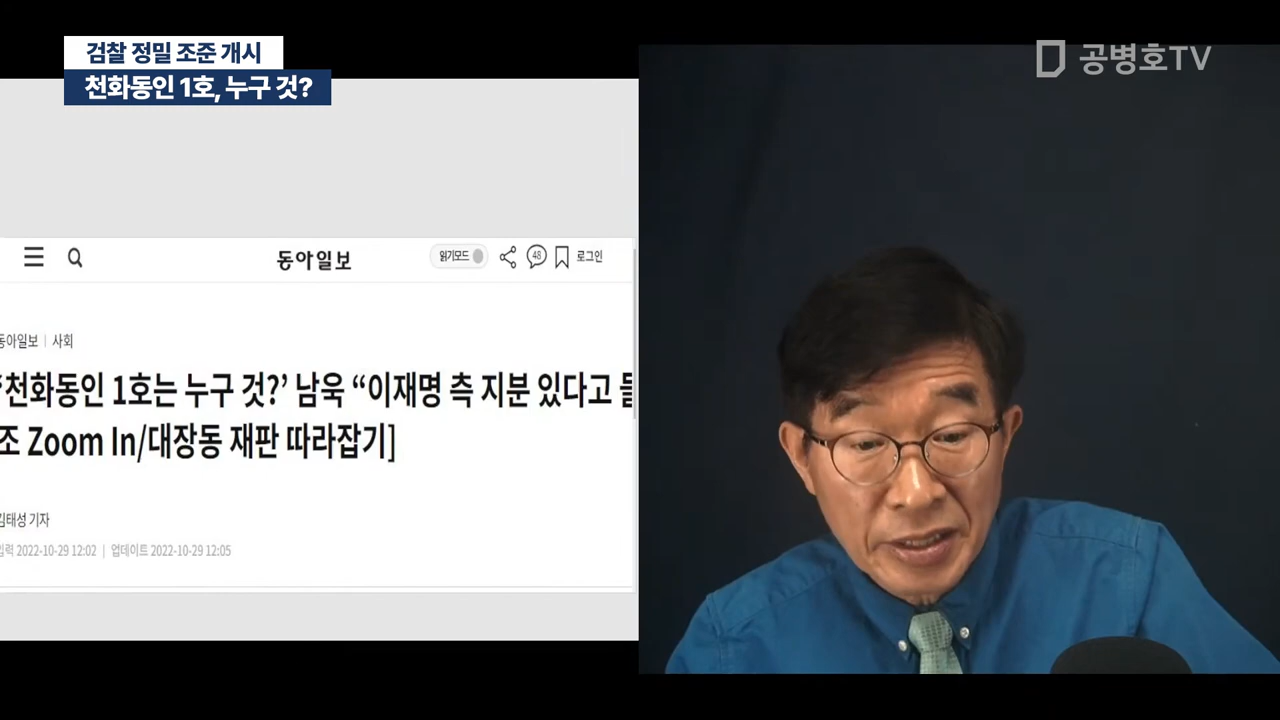 검찰 정밀 조준 개시
천화동인 1호, 누구 것?
공병호TV
동아일보
읽기모드
48
로그인
동아일보 | 사회
‘천화동인 1호는 누구 것?’ 남욱 “이재명 측 지분 있다고
조 Zoom In/대장동 재판 따라잡기]
김태성 기자
입력 2022-10-29 12:02 | 업데이트 2022-10-29 12:05